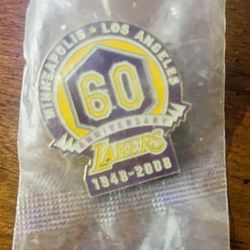 MINNEAPOLIS ★ LOS ANGELES
60
ANNIVERSARY
LAKERS
1948-2008